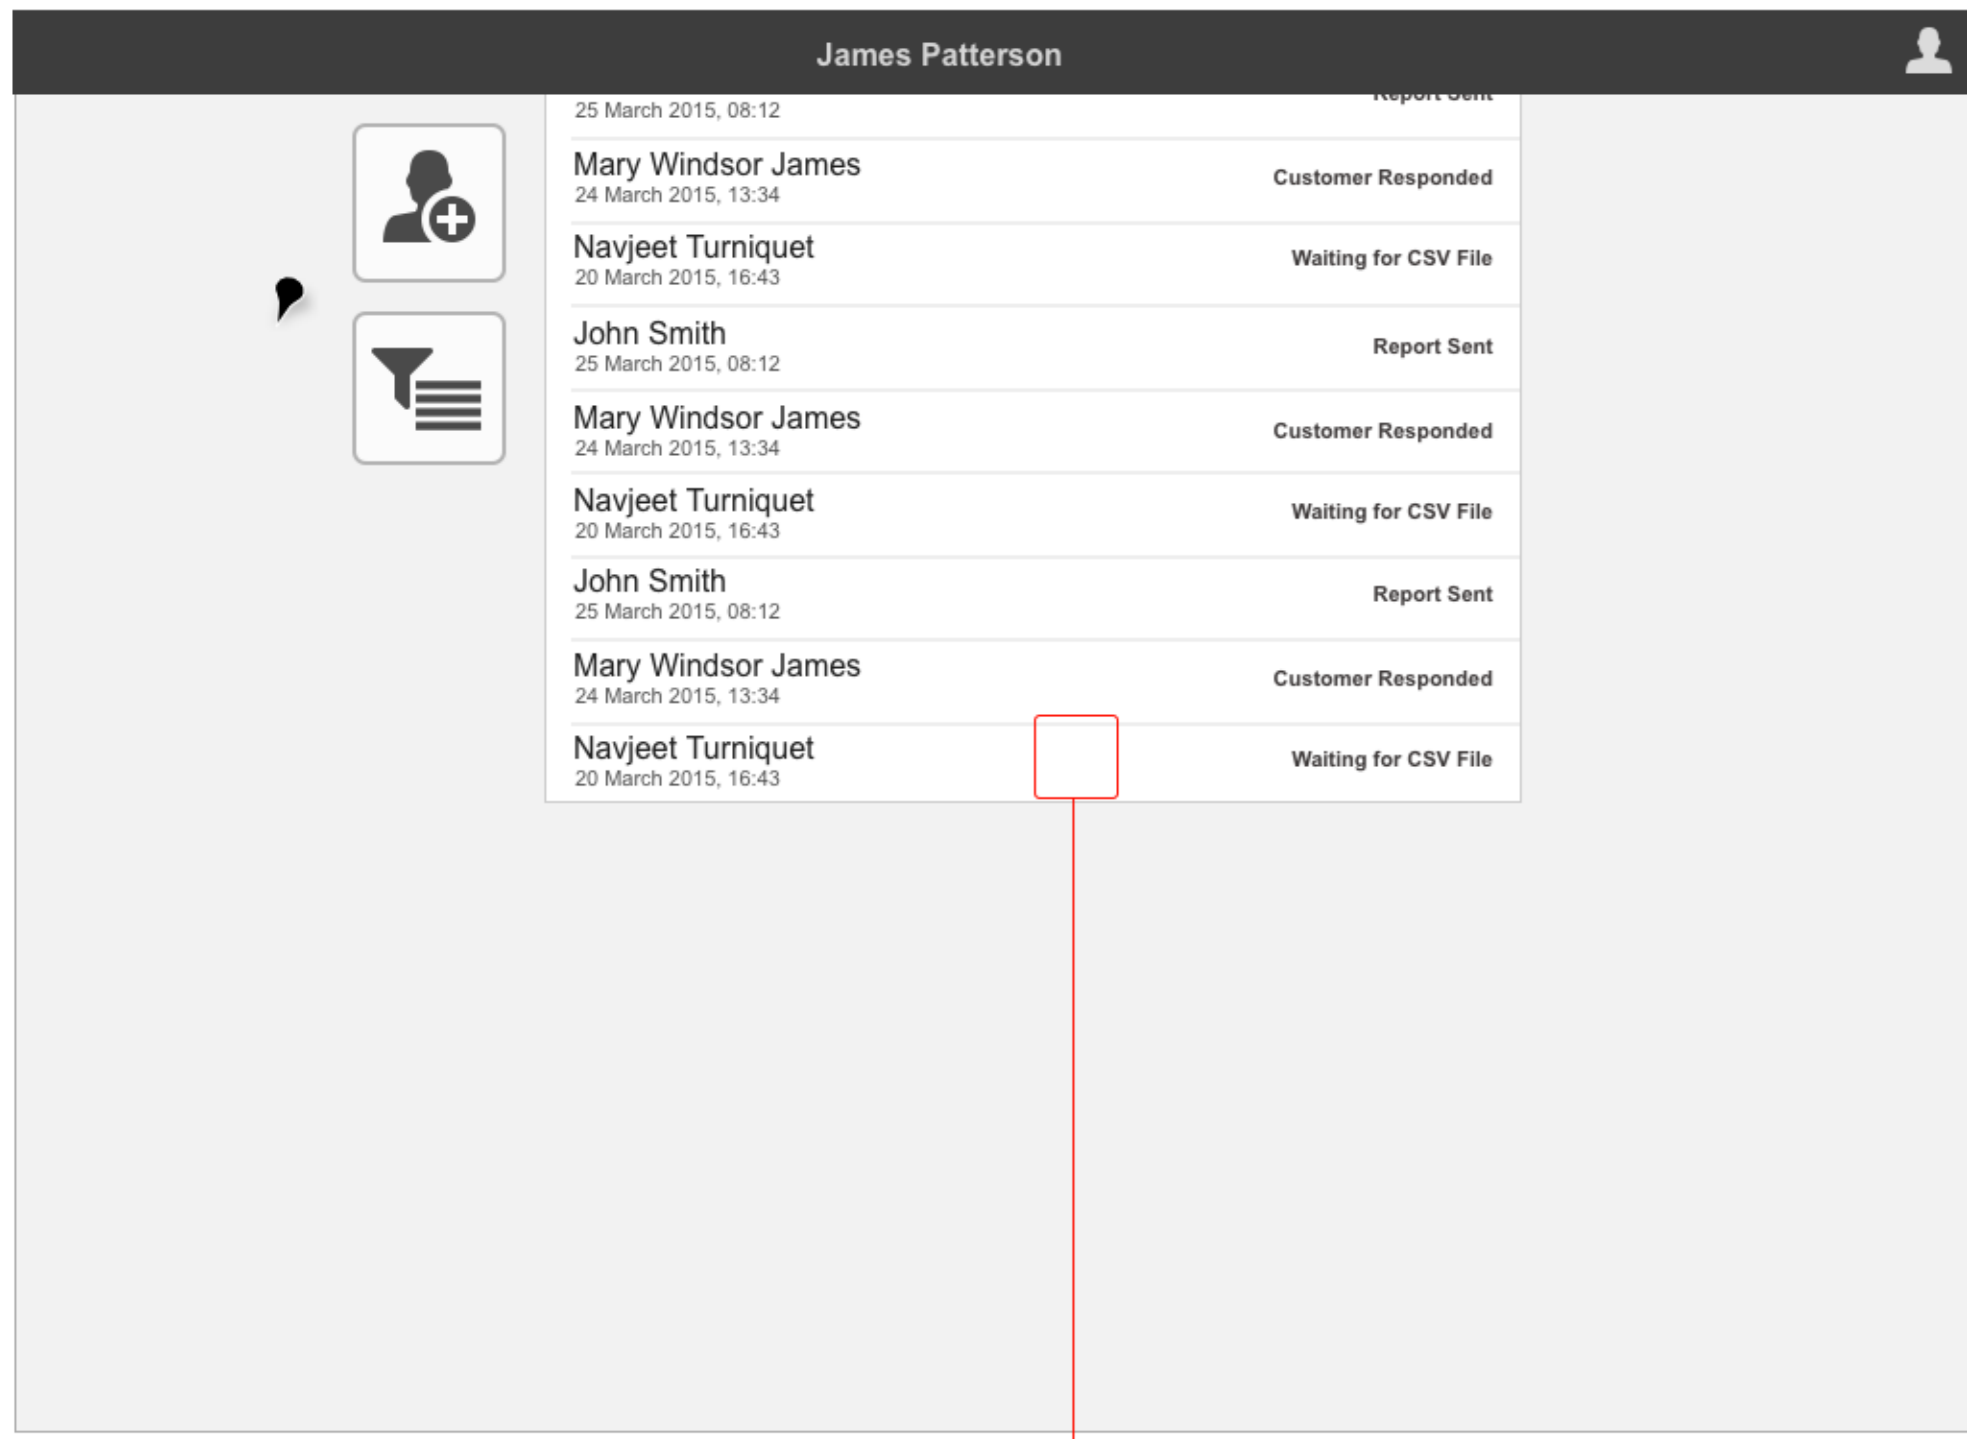 James Patterson
Report Sent
25 March 2015, 08:12
Mary Windsor James
24 March 2015, 13:34
Customer Responded
Navjeet Turniquet
20 March 2015, 16:43
Waiting for CSV File
John Smith
25 March 2015, 08:12
Report Sent
Mary Windsor James
24 March 2015, 13:34
Customer Responded
Navjeet Turniquet
20 March 2015, 16:43
Waiting for CSV File
John Smith
25 March 2015, 08:12
Report Sent
Mary Windsor James
24 March 2015, 13:34
Customer Responded
Navjeet Turniquet
20 March 2015, 16:43
Waiting for CSV File